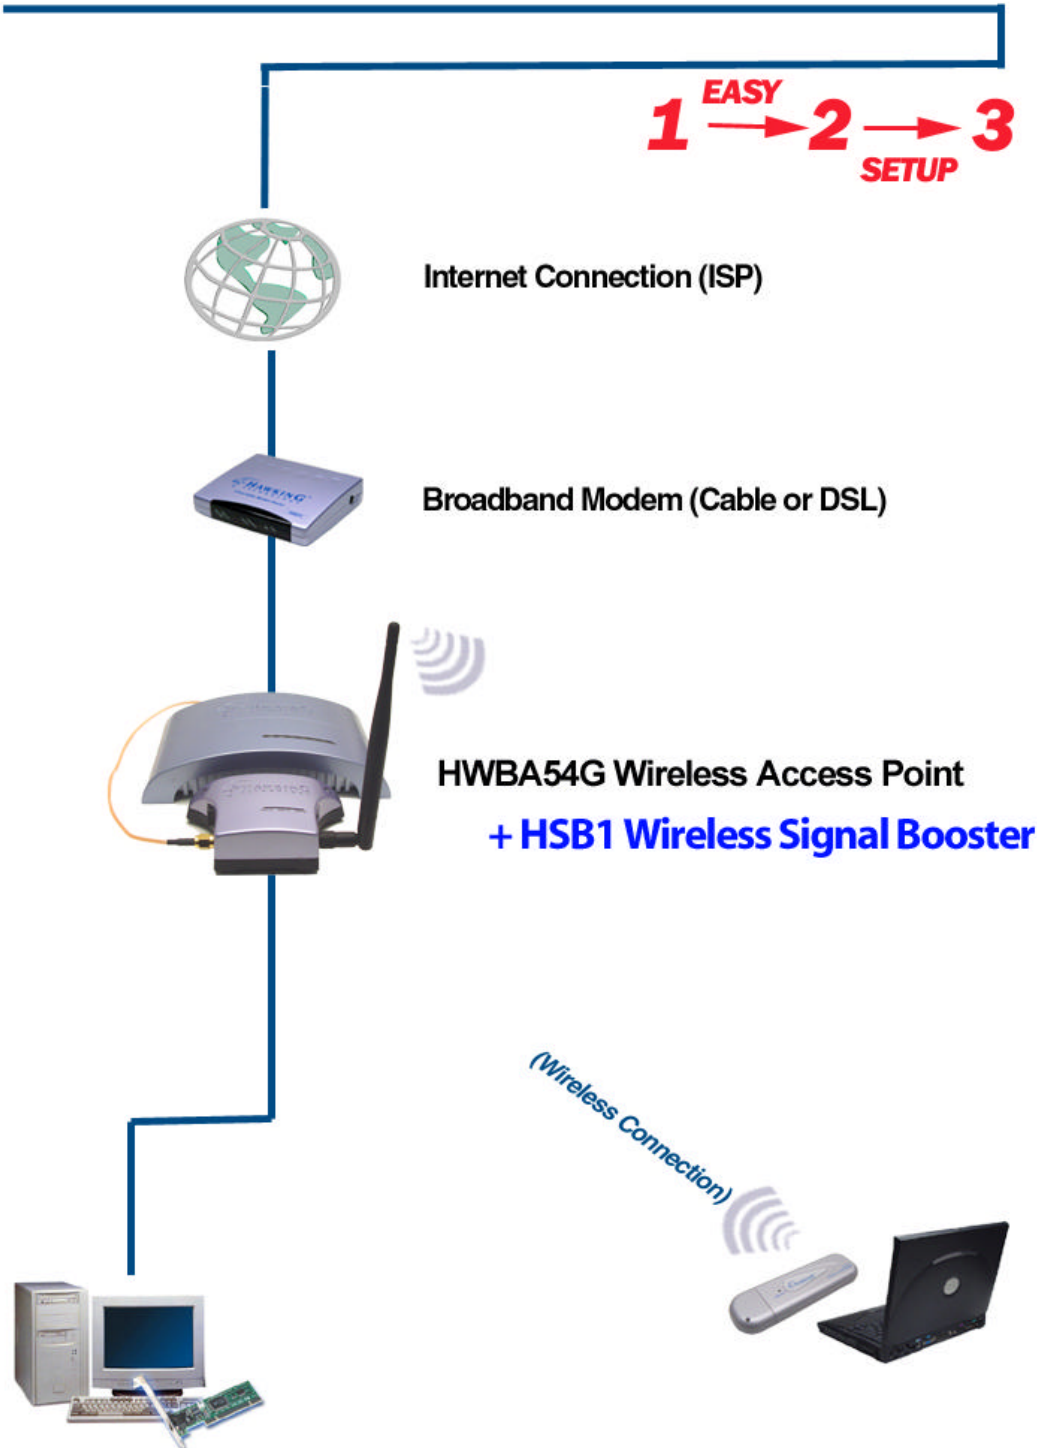 EASY
1 2 3
SETUP
Internet Connection (ISP)
HAWKING
Broadband Modem (Cable or DSL)
HWBA54G Wireless Access Point
+ HSB1 Wireless Signal Booster
(Wireless Connection)